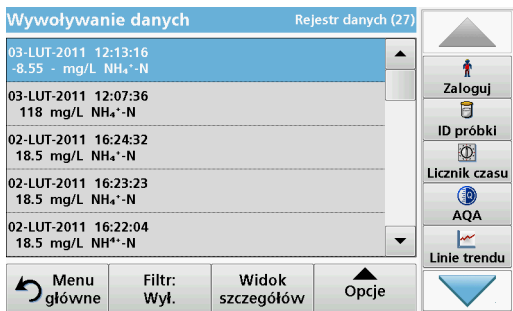 Wywoływanie danych
Rejestr danych (27)
03-LUT-2011 12:13:16
-8.55 - mg/L NH₄⁺-N
03-LUT-2011 12:07:36
118 mg/L NH₄⁺-N
02-LUT-2011 16:24:32
18.5 mg/L NH₄⁺-N
02-LUT-2011 16:23:23
18.5 mg/L NH₄⁺-N
02-LUT-2011 16:22:04
18.5 mg/L NH⁴⁺-N
Menu
główne
Filtr:
Wył.
Widok
szczegółów
Opcje
Zaloguj
ID próbki
Licznik czasu
AQA
Linie trendu